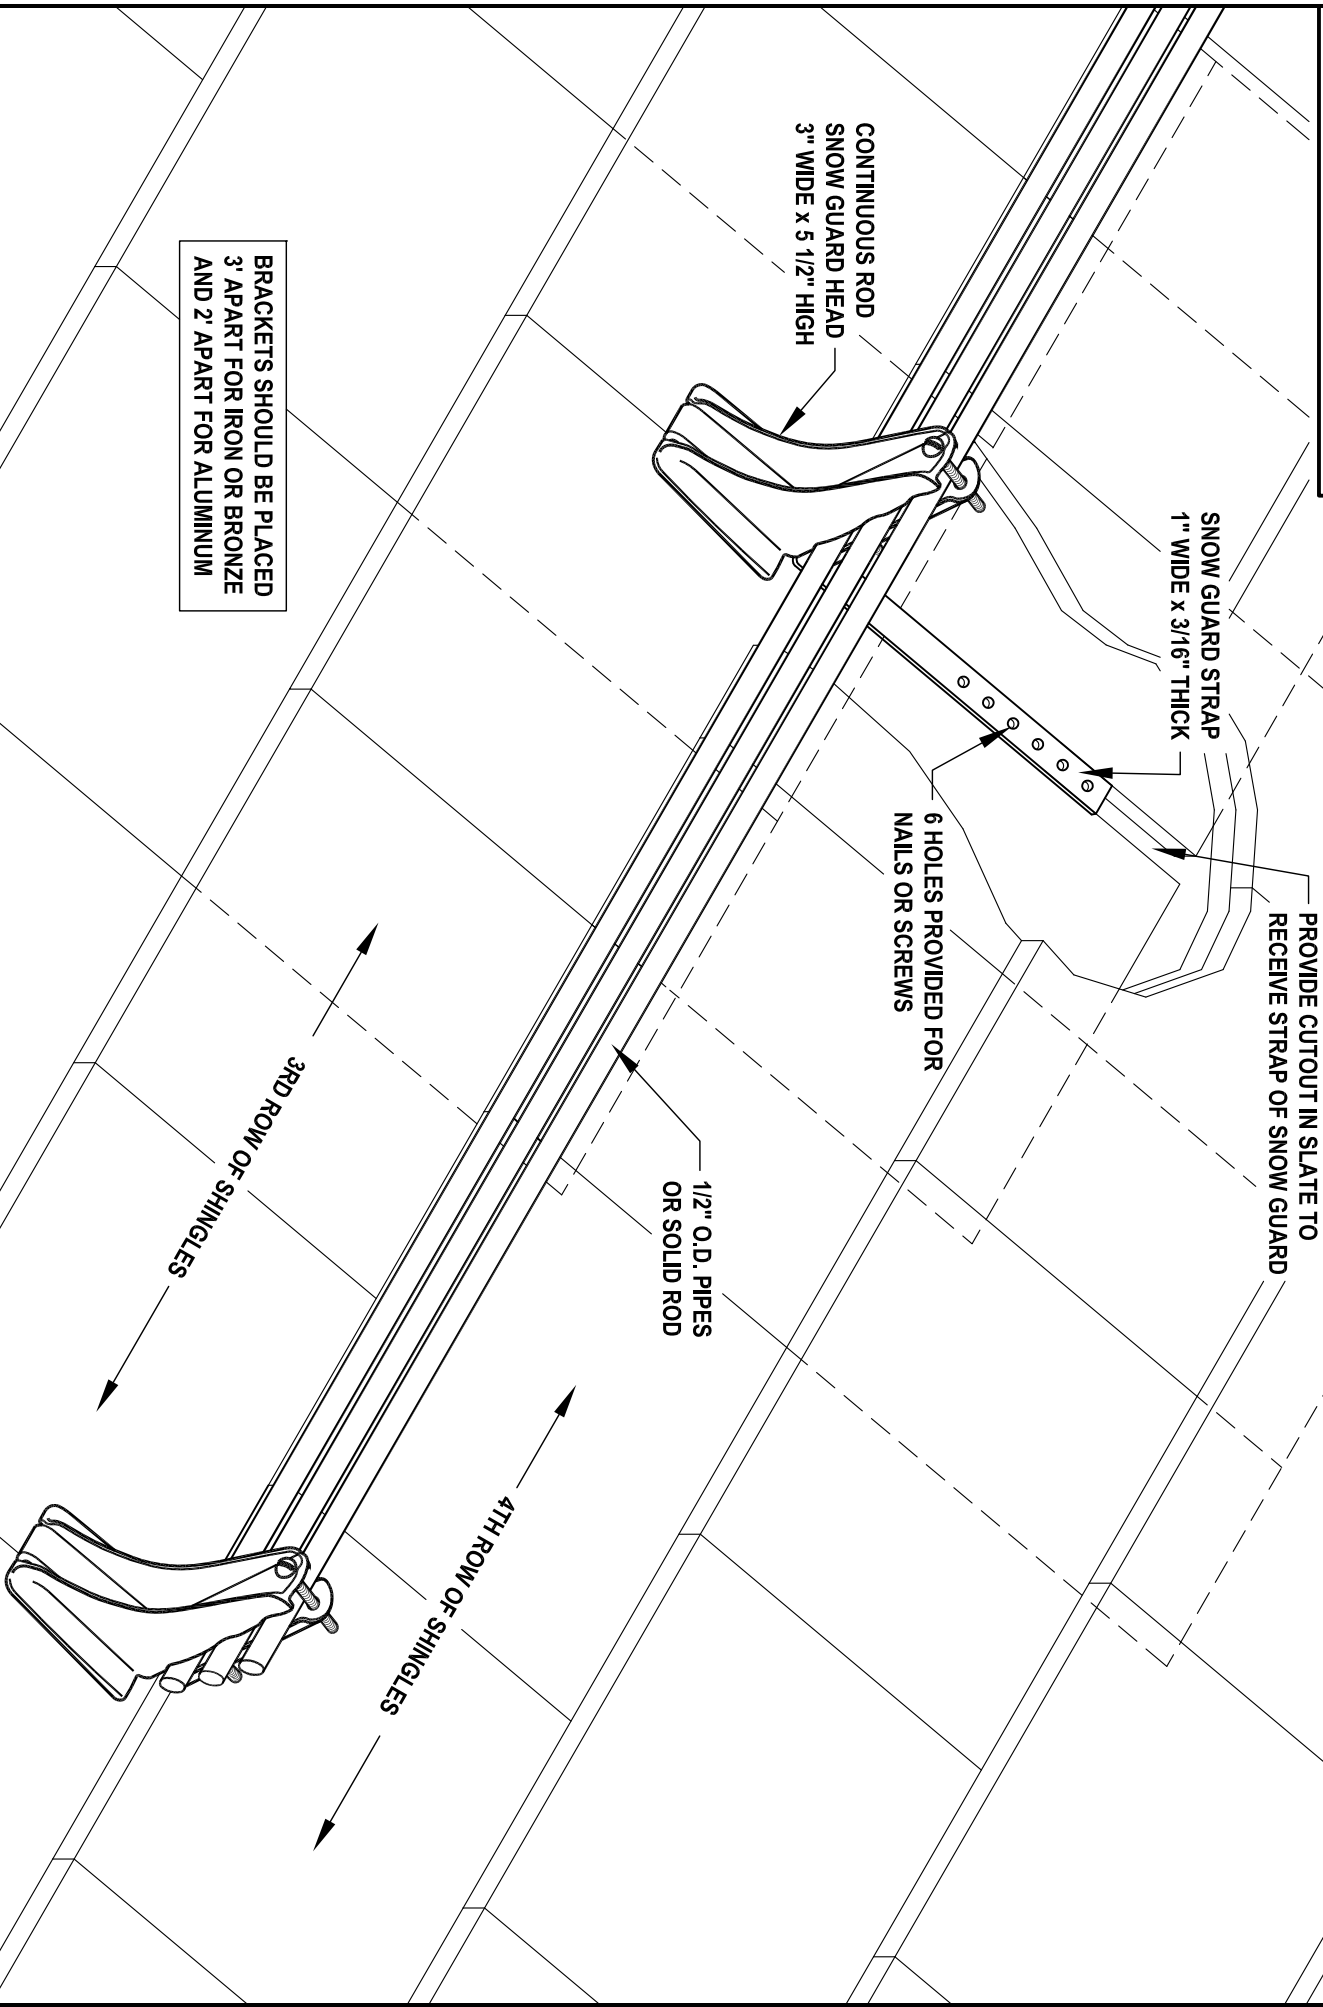 PROVIDE CUTOUT IN SLATE TO
RECEIVE STRAP OF SNOW GUARD
SNOW GUARD STRAP
1" WIDE x 3/16" THICK
6 HOLES PROVIDED FOR
NAILS OR SCREWS
CONTINUOUS ROD
SNOW GUARD HEAD
3" WIDE x 5 1/2" HIGH
1/2" O.D. PIPES
OR SOLID ROD
4TH ROW OF SHINGLES
3RD ROW OF SHINGLES
BRACKETS SHOULD BE PLACED
3' APART FOR IRON OR BRONZE
AND 2' APART FOR ALUMINUM